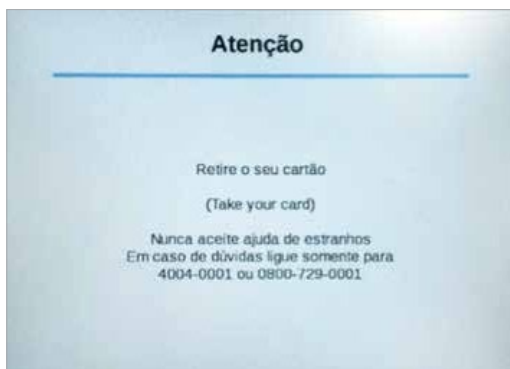 Atenção
Retire o seu cartão
(Take your card)
Nunca aceite ajuda de estranhos
Em caso de dúvidas ligue somente para
4004-0001 ou 0800-729-0001